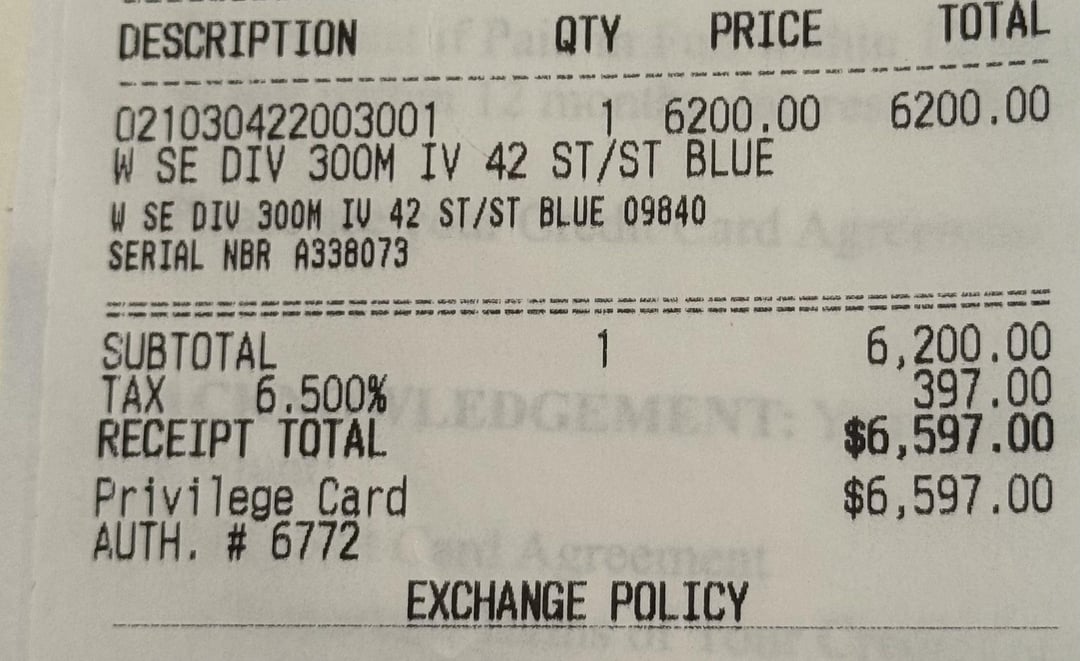 DESCRIPTION QTY PRICE TOTAL
021030422003001 1 6200.00 6200.00
W SE DIV 300M IV 42 ST/ST BLUE
W SE DIV 300M IV 42 ST/ST BLUE 09840
SERIAL NBR A338073
SUBTOTAL 1 6,200.00
TAX 6.500% 397.00
RECEIPT TOTAL $6,597.00
Privilege Card $6,597.00
AUTH. # 6772
EXCHANGE POLICY